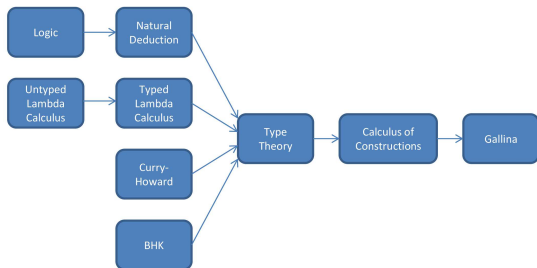 Logic
Natural
Deduction
Untyped
Lambda
Calculus
Typed
Lambda
Calculus
Type
Theory
Calculus of
Constructions
Gallina
Curry-
Howard
BHK